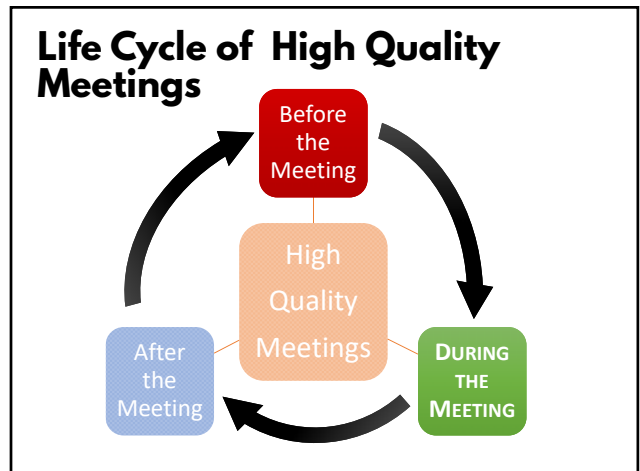 Life Cycle of High Quality
Meetings
Before
the
Meeting
High
Quality
Meetings
After
the
Meeting
DURING
THE
MEETING